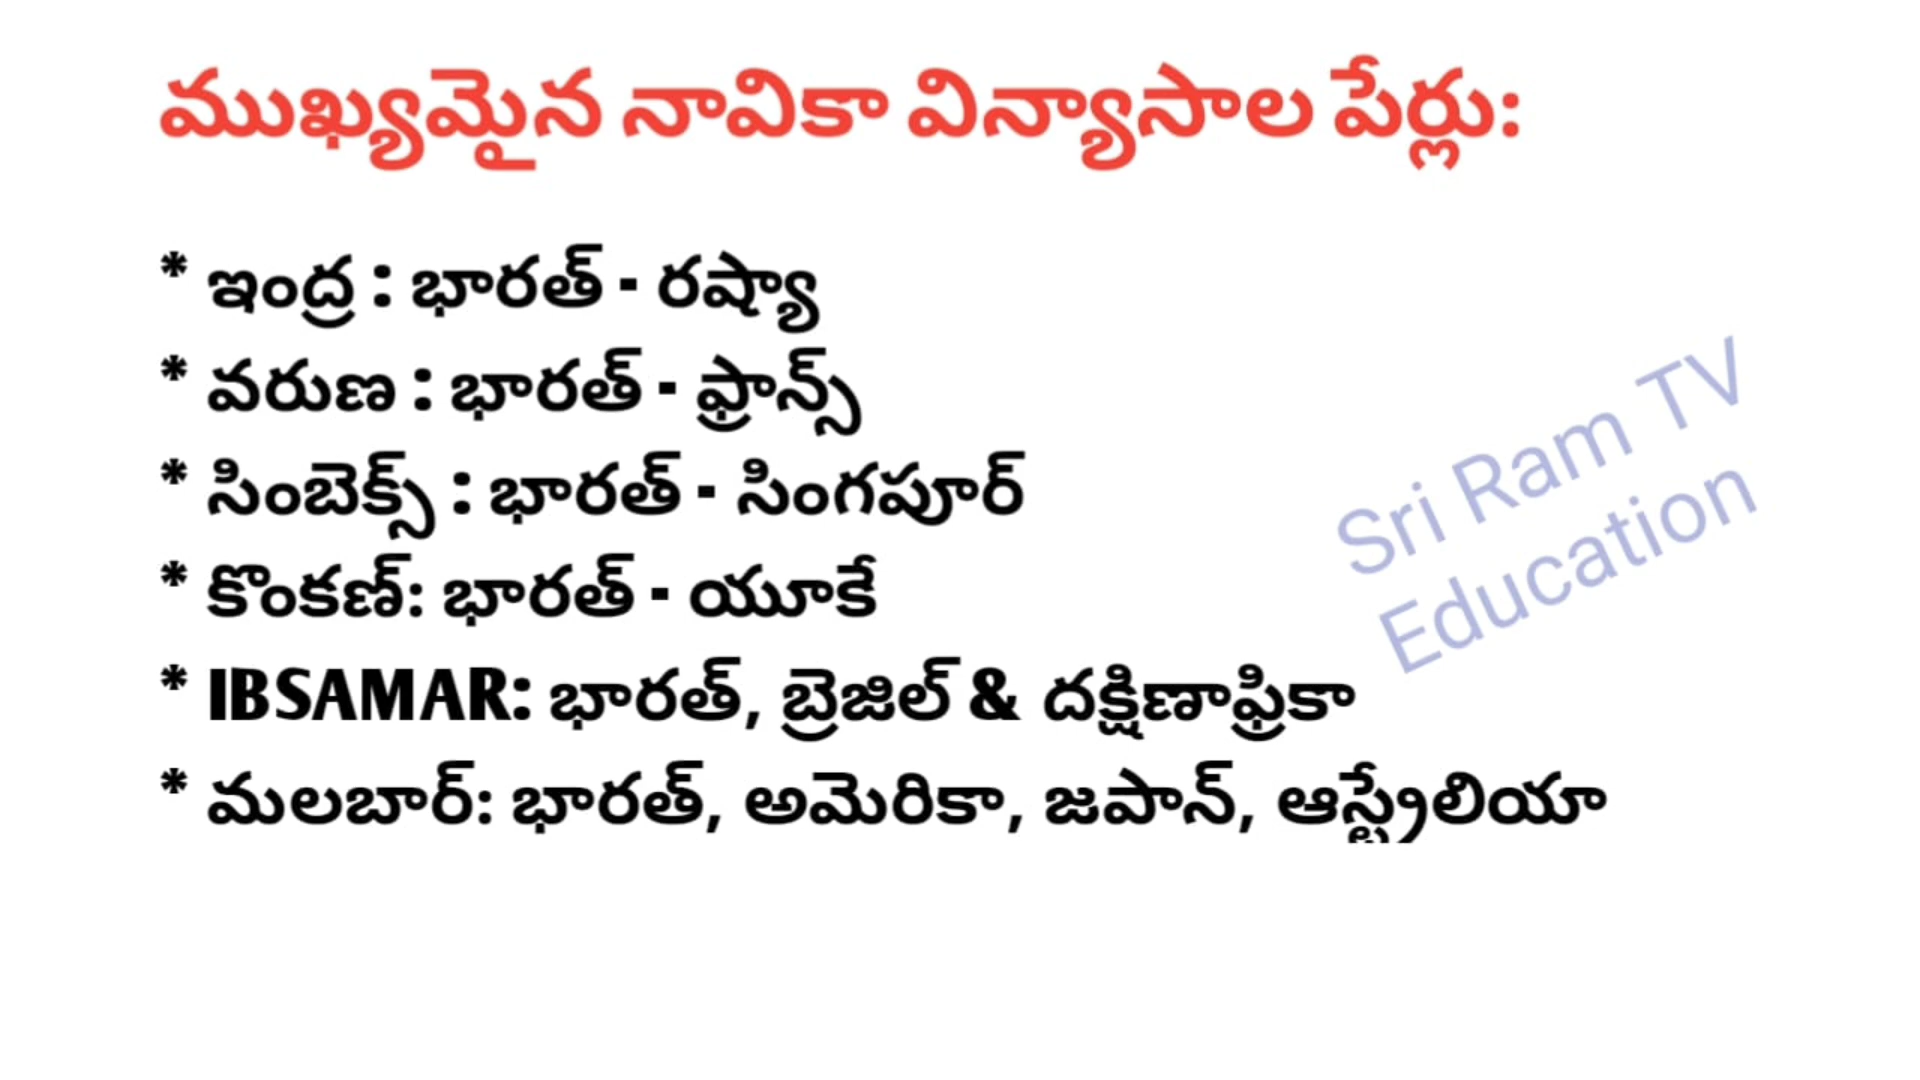 ముఖ్యమైన నావికా విన్యాసాల పేర్లు:
* ఇంద్ర : భారత్ - రష్యా
* వరుణ : భారత్ - ఫ్రాన్స్
* సింబెక్స్ : భారత్ - సింగపూర్
* కొంకణ్: భారత్ - యూకే
* IBSAMAR: భారత్, బ్రెజిల్ & దక్షిణాఫ్రికా
* మలబార్: భారత్, అమెరికా, జపాన్, ఆస్ట్రేలియా
Sri Ram TV
Education